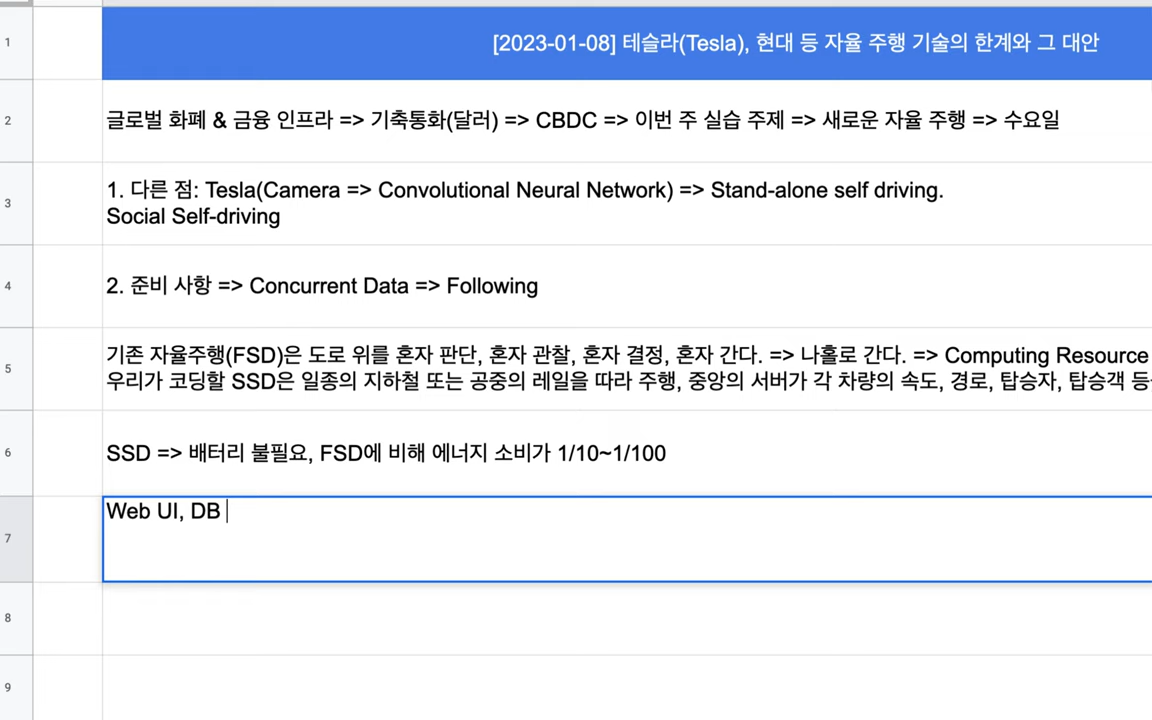 1
[2023-01-08] 테슬라(Tesla), 현대 등 자율 주행 기술의 한계와 그 대안
2
글로벌 화폐 & 금융 인프라 => 기축통화(달러) => CBDC => 이번 주 실습 주제 => 새로운 자율 주행 => 수요일
3
1. 다른 점: Tesla(Camera => Convolutional Neural Network) => Stand-alone self driving.
Social Self-driving
4
2. 준비 사항 => Concurrent Data => Following
5
기존 자율주행(FSD)은 도로 위를 혼자 판단, 혼자 관찰, 혼자 결정, 혼자 간다. => 나홀로 간다. => Computing Resource
우리가 코딩할 SSD은 일종의 지하철 또는 공중의 레일을 따라 주행, 중앙의 서버가 각 차량의 속도, 경로, 탑승자, 탑승객 등
6
SSD => 배터리 불필요, FSD에 비해 에너지 소비가 1/10~1/100
7
Web UI, DB
8
9